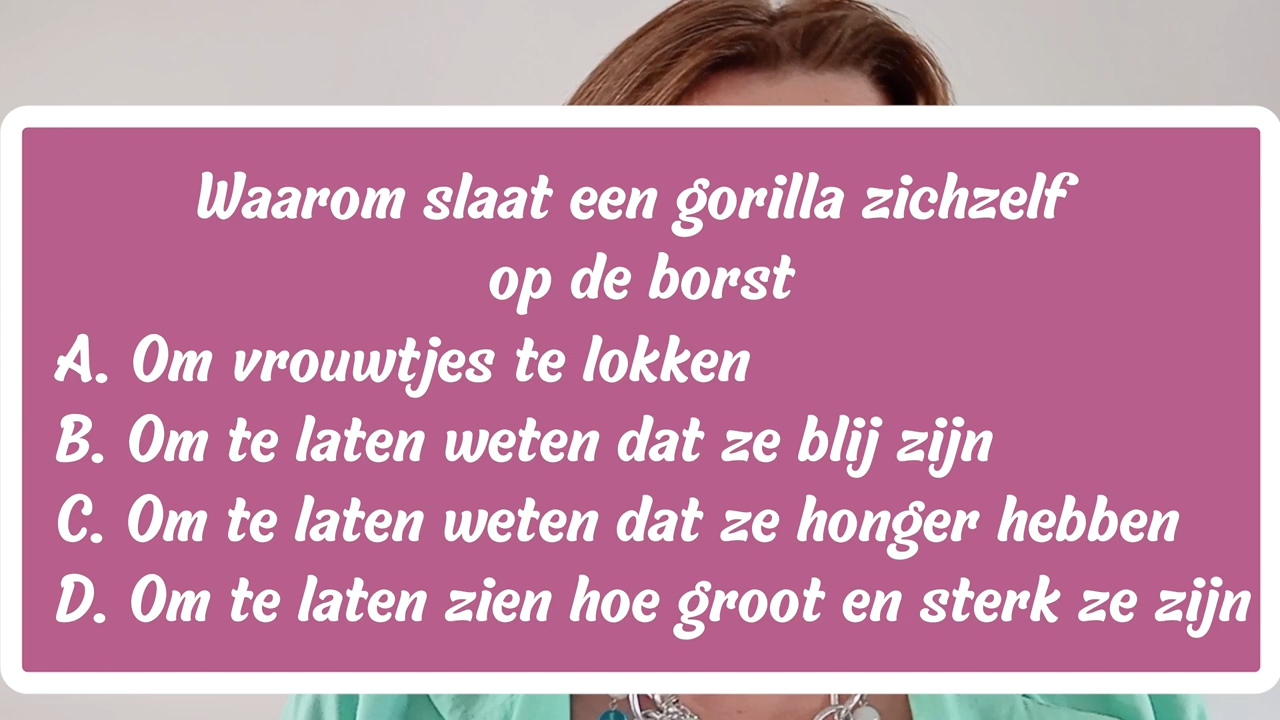 Waarom slaat een gorilla zichzelf
op de borst
A. Om vrouwtjes te lokken
B. Om te laten weten dat ze blij zijn
C. Om te laten weten dat ze honger hebben
D. Om te laten zien hoe groot en sterk ze zijn